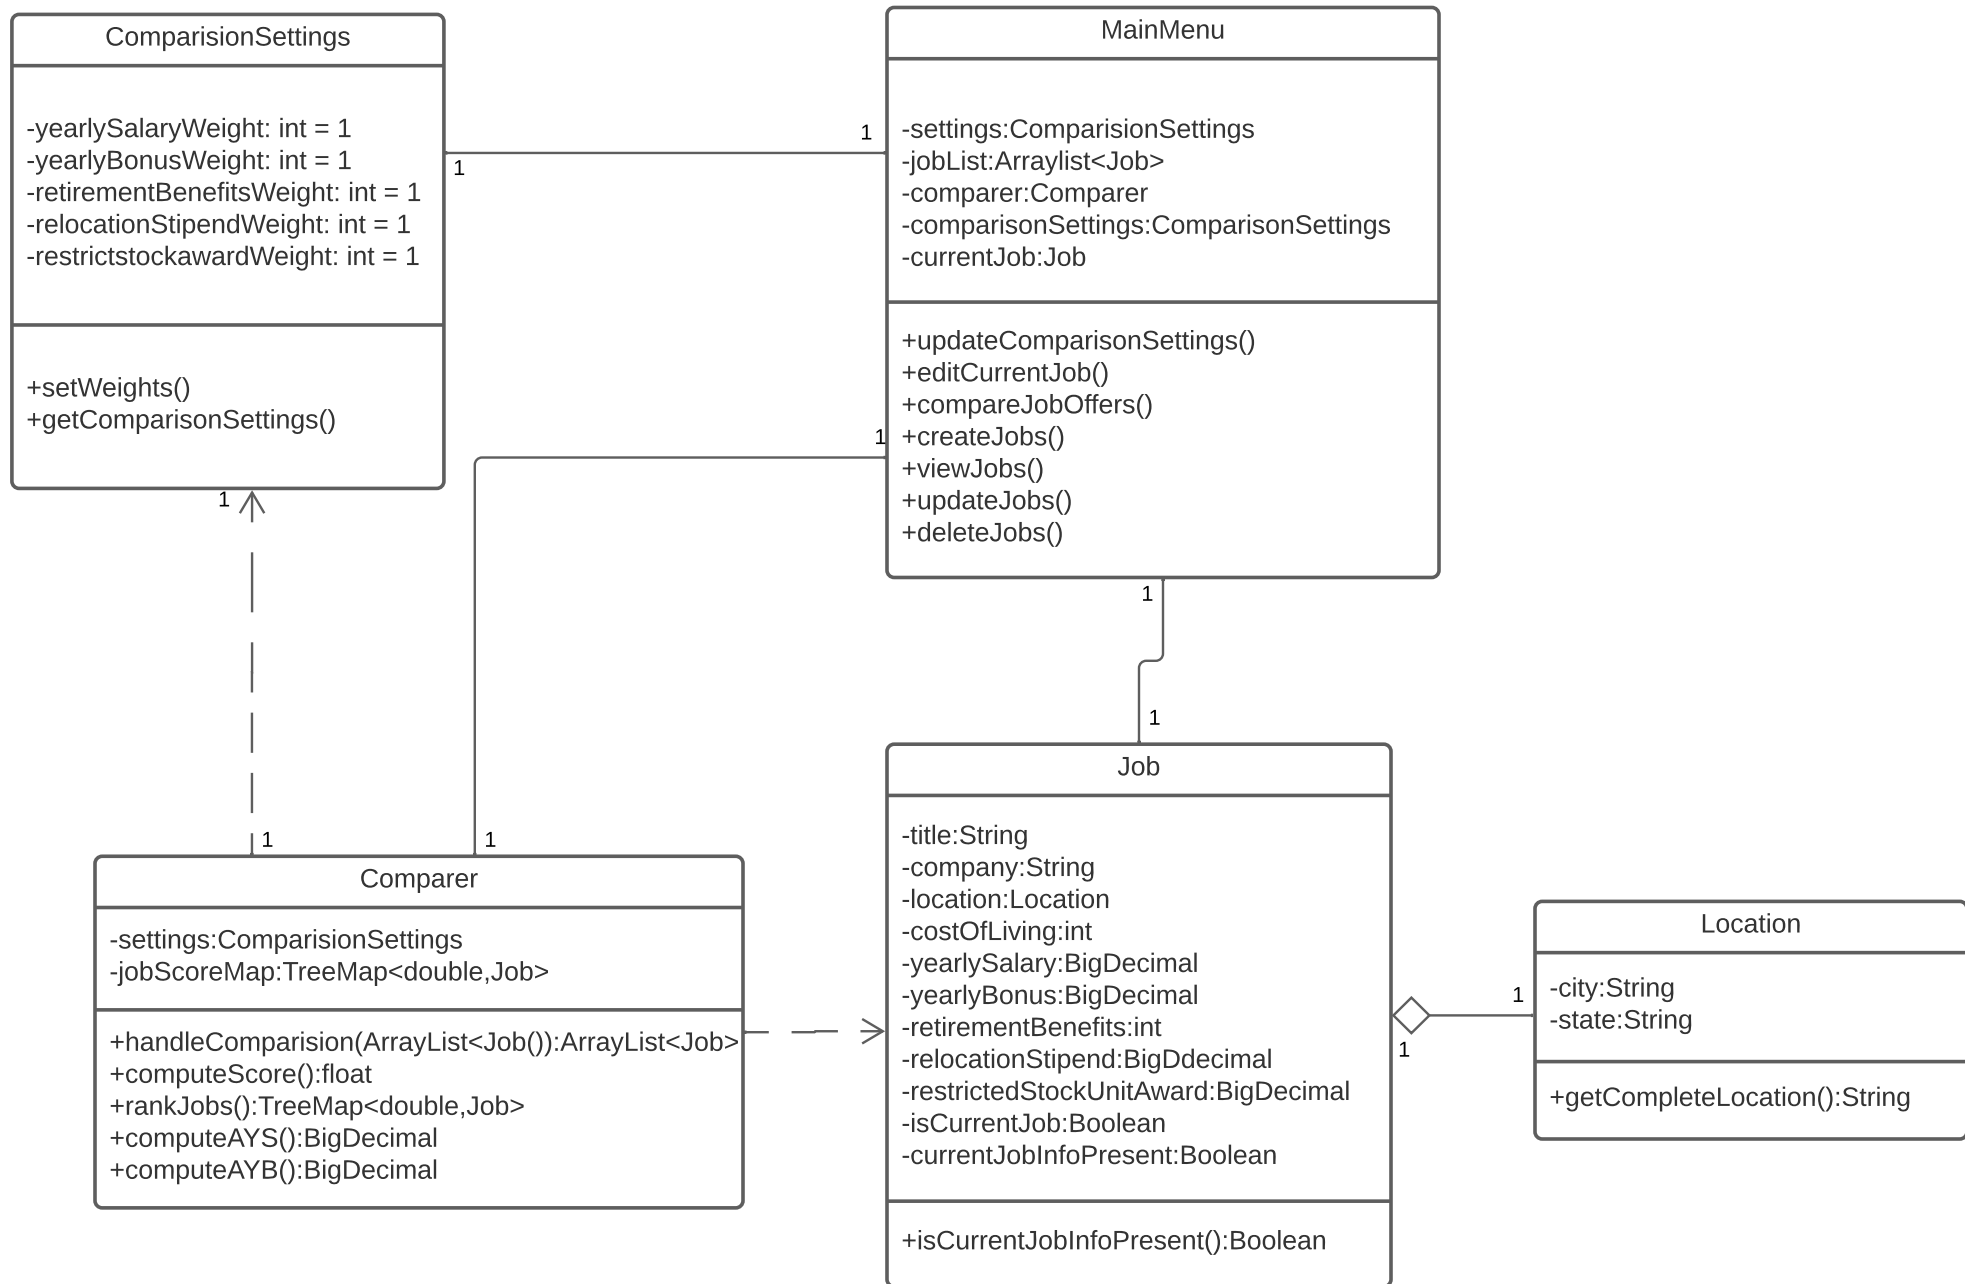 ComparisionSettings
-yearlySalaryWeight: int = 1
-yearlyBonusWeight: int = 1
-retirementBenefitsWeight: int = 1
-relocationStipendWeight: int = 1
-restrictstockawardWeight: int = 1
+setWeights()
+getComparisonSettings()
1
1
MainMenu
-settings:ComparisionSettings
-jobList:Arraylist<Job>
-comparer:Comparer
-comparisonSettings:ComparisonSettings
-currentJob:Job
+updateComparisonSettings()
+editCurrentJob()
+compareJobOffers()
+createJobs()
+viewJobs()
+updateJobs()
+deleteJobs()
1
1
1
1
1
1
Comparer
-settings:ComparisionSettings
-jobScoreMap:TreeMap<double,Job>
+handleComparision(ArrayList<Job()):ArrayList<Job>
+computeScore():float
+rankJobs():TreeMap<double,Job>
+computeAYS():BigDecimal
+computeAYB():BigDecimal
Job
-title:String
-company:String
-location:Location
-costOfLiving:int
-yearlySalary:BigDecimal
-yearlyBonus:BigDecimal
-retirementBenefits:int
-relocationStipend:BigDdecimal
-restrictedStockUnitAward:BigDecimal
-isCurrentJob:Boolean
-currentJobInfoPresent:Boolean
+isCurrentJobInfoPresent():Boolean
1
1
Location
-city:String
-state:String
+getCompleteLocation():String